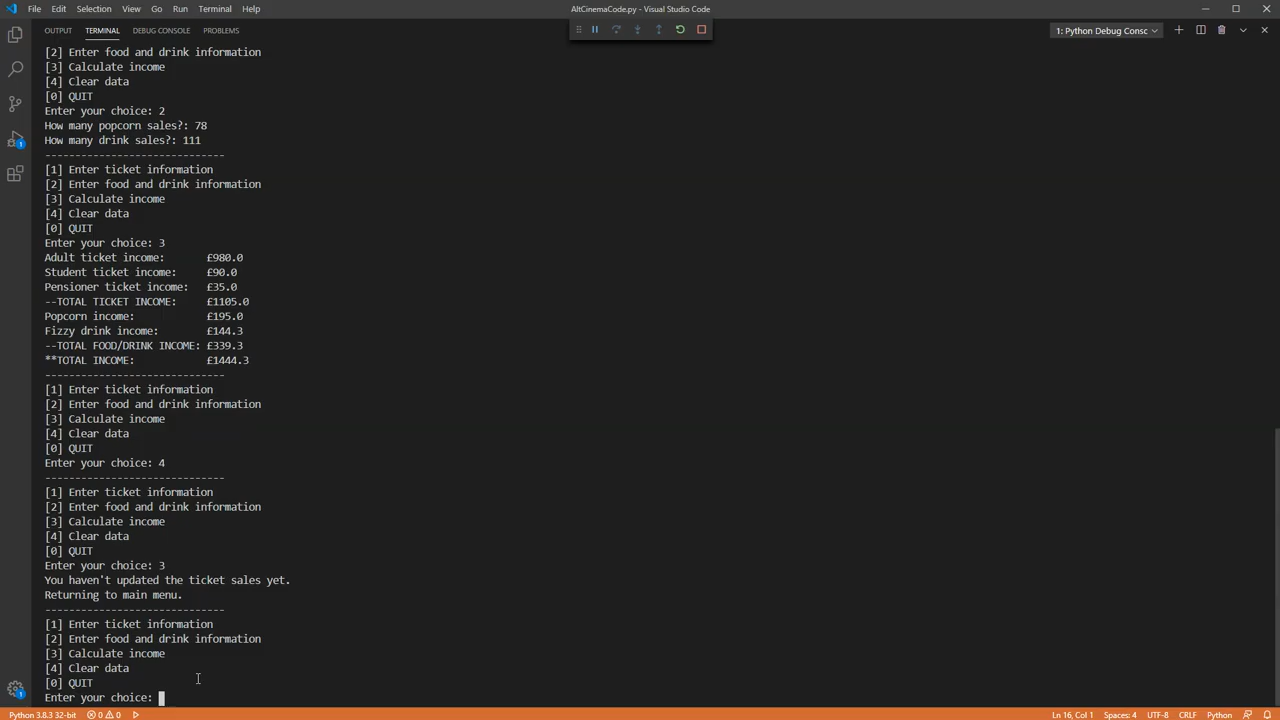 File Edit Selection View Go Run Terminal Help AltCinemaCode.py - Visual Studio Code
OUTPUT TERMINAL DEBUG CONSOLE PROBLEMS 1: Python Debug Consc
[2] Enter food and drink information
[3] Calculate income
[4] Clear data
[0] QUIT
Enter your choice: 2
How many popcorn sales?: 78
How many drink sales?: 111
------------------------------
[1] Enter ticket information
[2] Enter food and drink information
[3] Calculate income
[4] Clear data
[0] QUIT
Enter your choice: 3
Adult ticket income: £980.0
Student ticket income: £90.0
Pensioner ticket income: £35.0
--TOTAL TICKET INCOME: £1105.0
Popcorn income: £195.0
Fizzy drink income: £144.3
--TOTAL FOOD/DRINK INCOME: £339.3
**TOTAL INCOME: £1444.3
------------------------------
[1] Enter ticket information
[2] Enter food and drink information
[3] Calculate income
[4] Clear data
[0] QUIT
Enter your choice: 4
------------------------------
[1] Enter ticket information
[2] Enter food and drink information
[3] Calculate income
[4] Clear data
[0] QUIT
Enter your choice: 3
You haven't updated the ticket sales yet.
Returning to main menu.
------------------------------
[1] Enter ticket information
[2] Enter food and drink information
[3] Calculate income
[4] Clear data
[0] QUIT
Enter your choice:
Python 3.8.3 32-bit 0 0 Ln 16, Col 1 Spaces: 4 UTF-8 CRLF Python